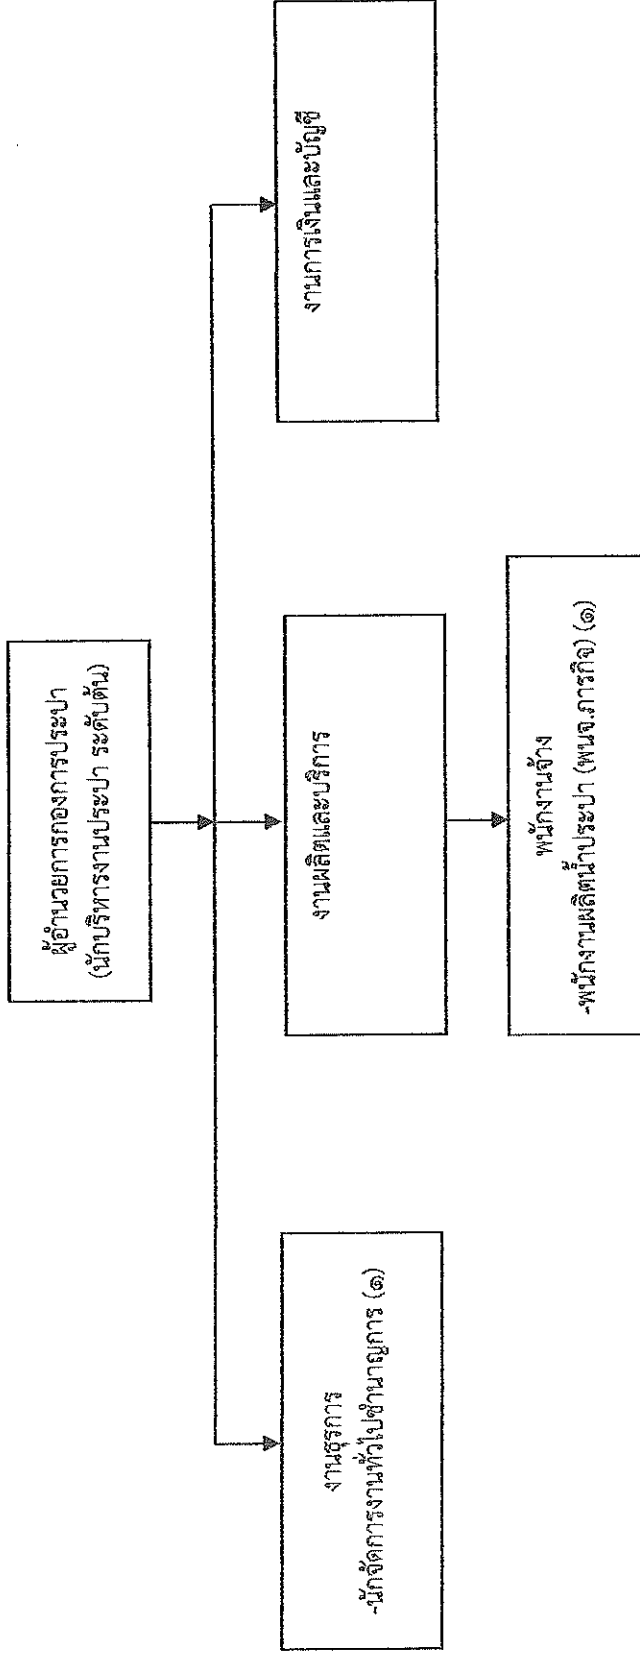 ผู้อำนวยการกองการประปา
(นักบริหารงานประปา ระดับต้น)
งานธุรการ
-นักจัดการงานทั่วไปชำนาญการ (๑)
งานผลิตและบริการ
งานการเงินและบัญชี
พนักงานจ้าง
-พนักงานผลิตน้ำประปา (พนจ.ภารกิจ) (๑)